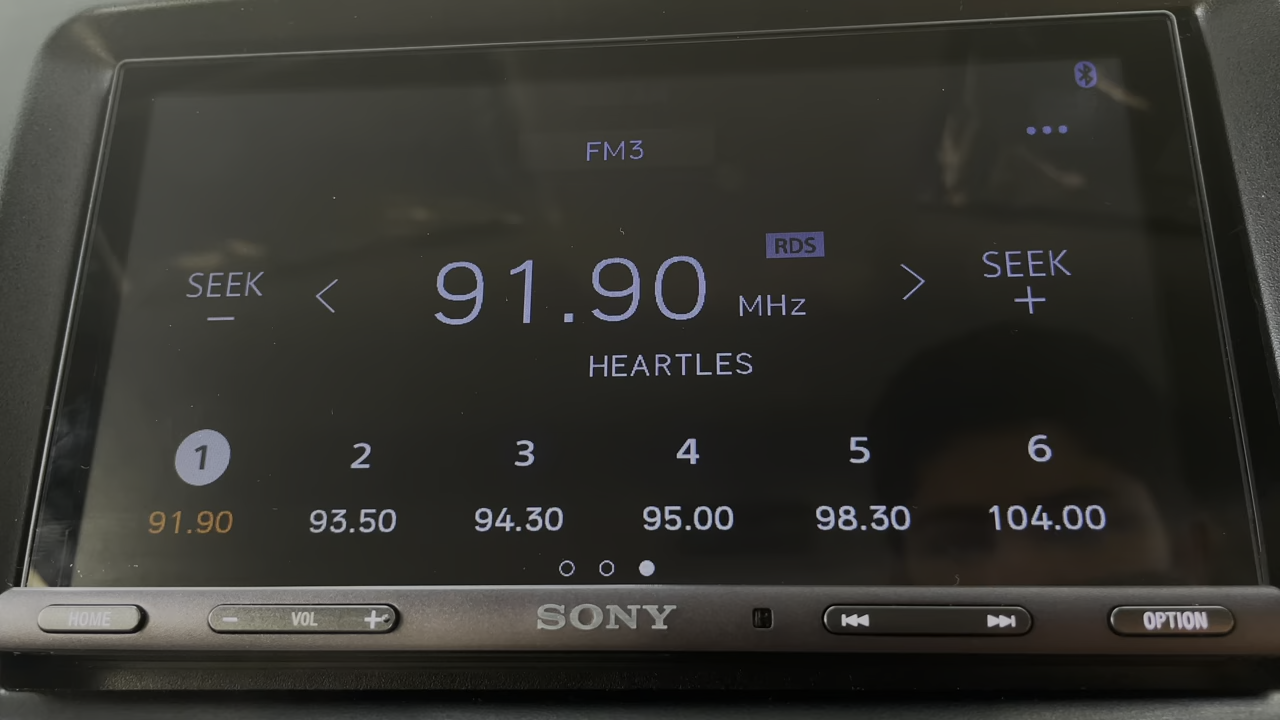 FM3
RDS
SEEK < 91.90 MHz > SEEK
− +
HEARTLES
1 2 3 4 5 6
91.90 93.50 94.30 95.00 98.30 104.00
HOME − VOL + SONY OPTION